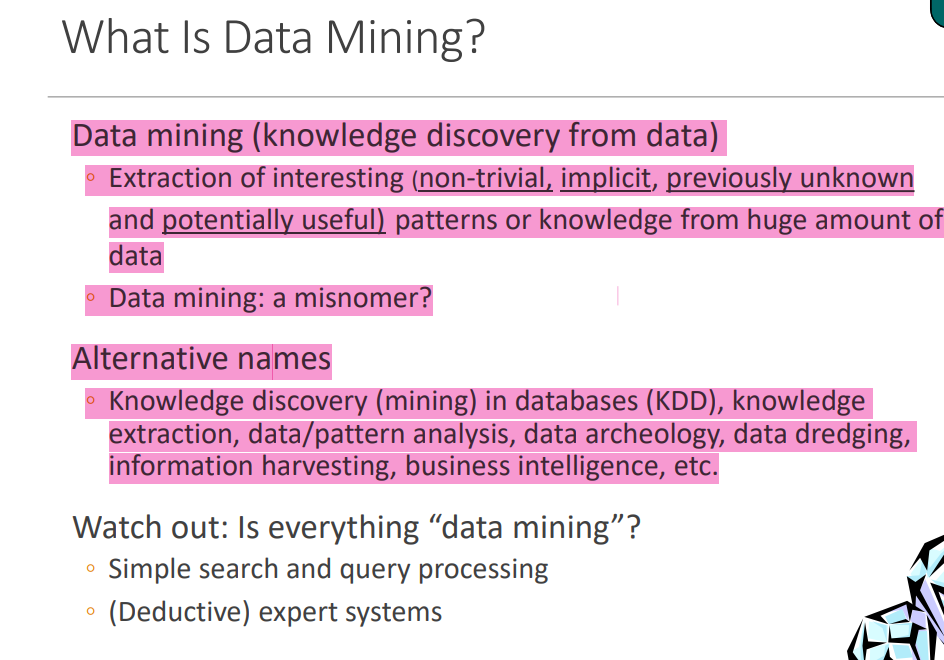 What Is Data Mining?
Data mining (knowledge discovery from data)
◦ Extraction of interesting (non-trivial, implicit, previously unknown
and potentially useful) patterns or knowledge from huge amount of
data
◦ Data mining: a misnomer?
Alternative names
◦ Knowledge discovery (mining) in databases (KDD), knowledge
extraction, data/pattern analysis, data archeology, data dredging,
information harvesting, business intelligence, etc.
Watch out: Is everything “data mining”?
◦ Simple search and query processing
◦ (Deductive) expert systems